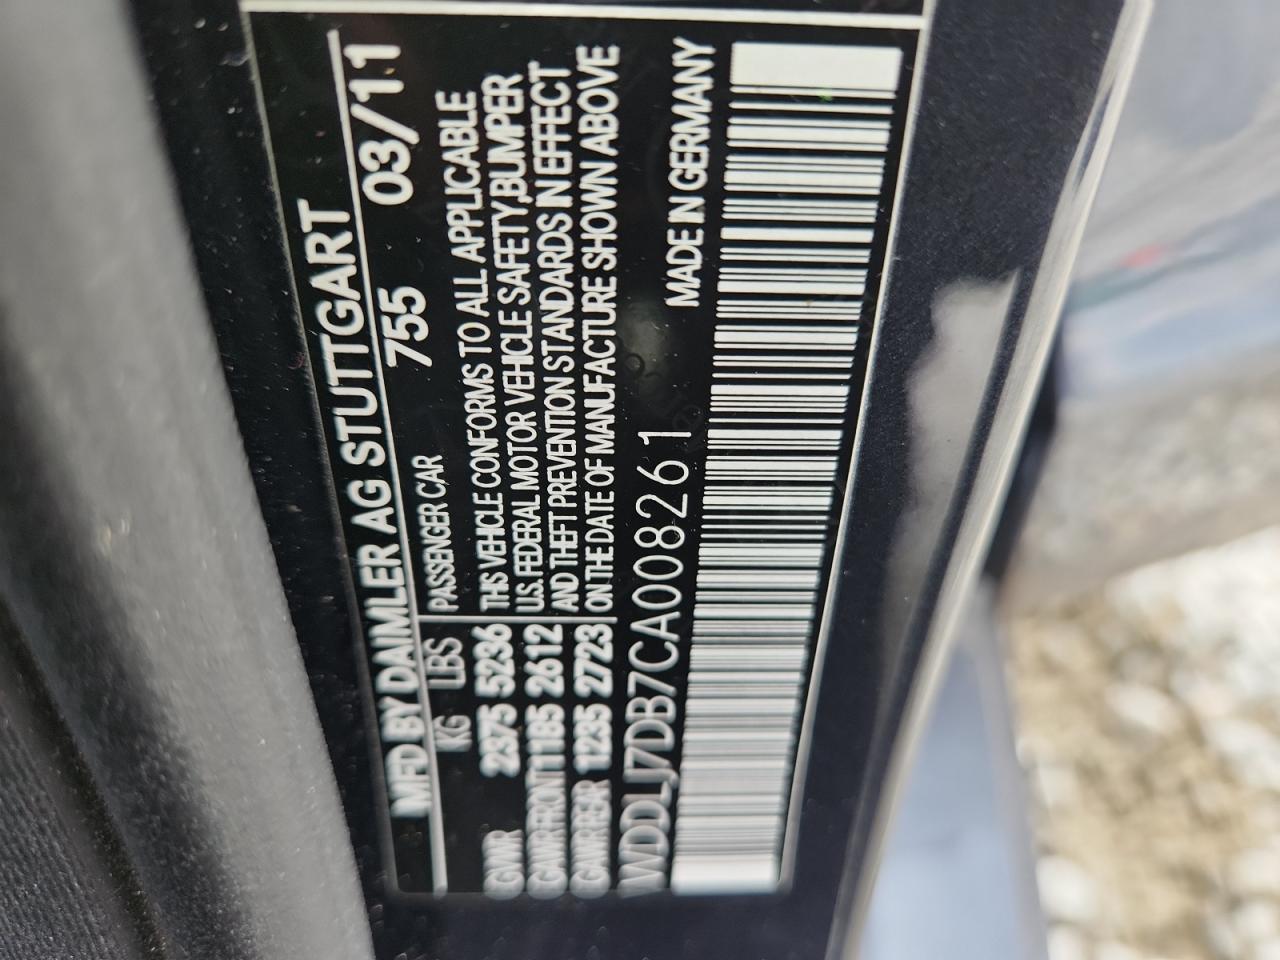 MFD BY DAIMLER AG STUTTGART
KG LBS 755 03/11
PASSENGER CAR
GVWR 2375 5236 THIS VEHICLE CONFORMS TO ALL APPLICABLE
GAWR FRONT 1185 2612 U.S. FEDERAL MOTOR VEHICLE SAFETY, BUMPER
GAWR REAR 1235 2723 AND THEFT PREVENTION STANDARDS IN EFFECT
ON THE DATE OF MANUFACTURE SHOWN ABOVE
WDDLJ7DB7CA008261
MADE IN GERMANY